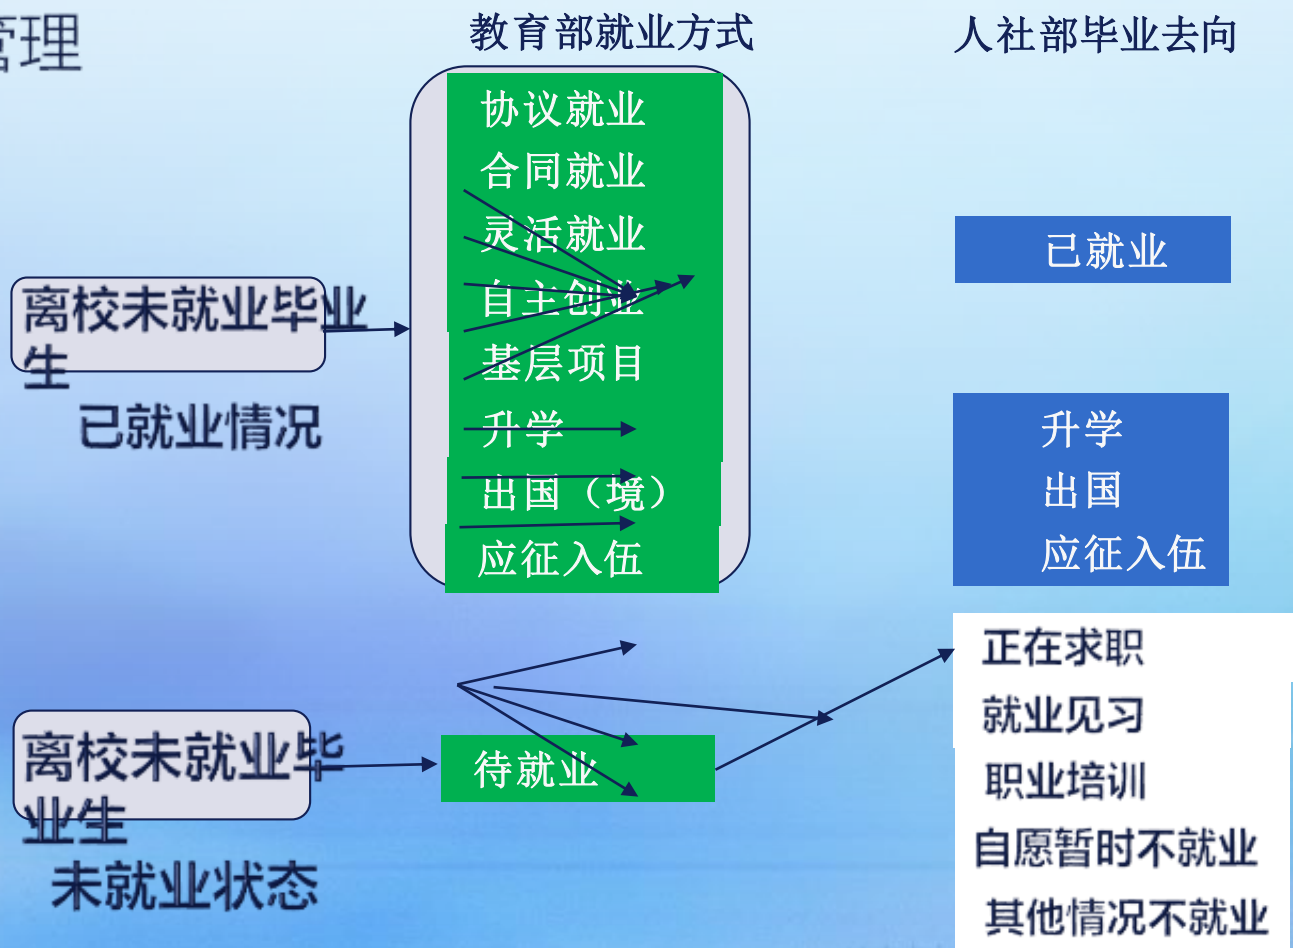 管理
教育部就业方式
人社部毕业去向
协议就业
合同就业
灵活就业
自主创业
基层项目
升学
出国（境）
应征入伍
已就业
升学
出国
应征入伍
离校未就业毕业
生
已就业情况
离校未就业毕
业生
未就业状态
待就业
正在求职
就业见习
职业培训
自愿暂时不就业
其他情况不就业